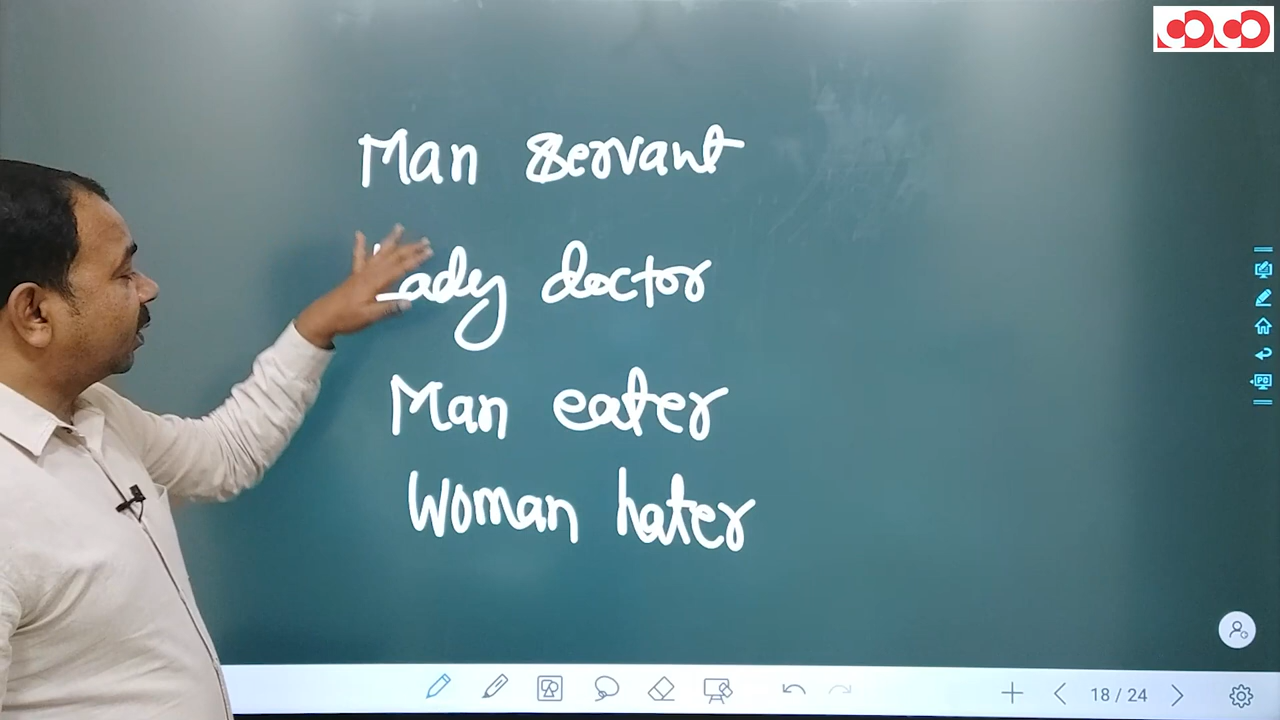 Man servant
Lady doctor
Man eater
Woman hater
18 / 24